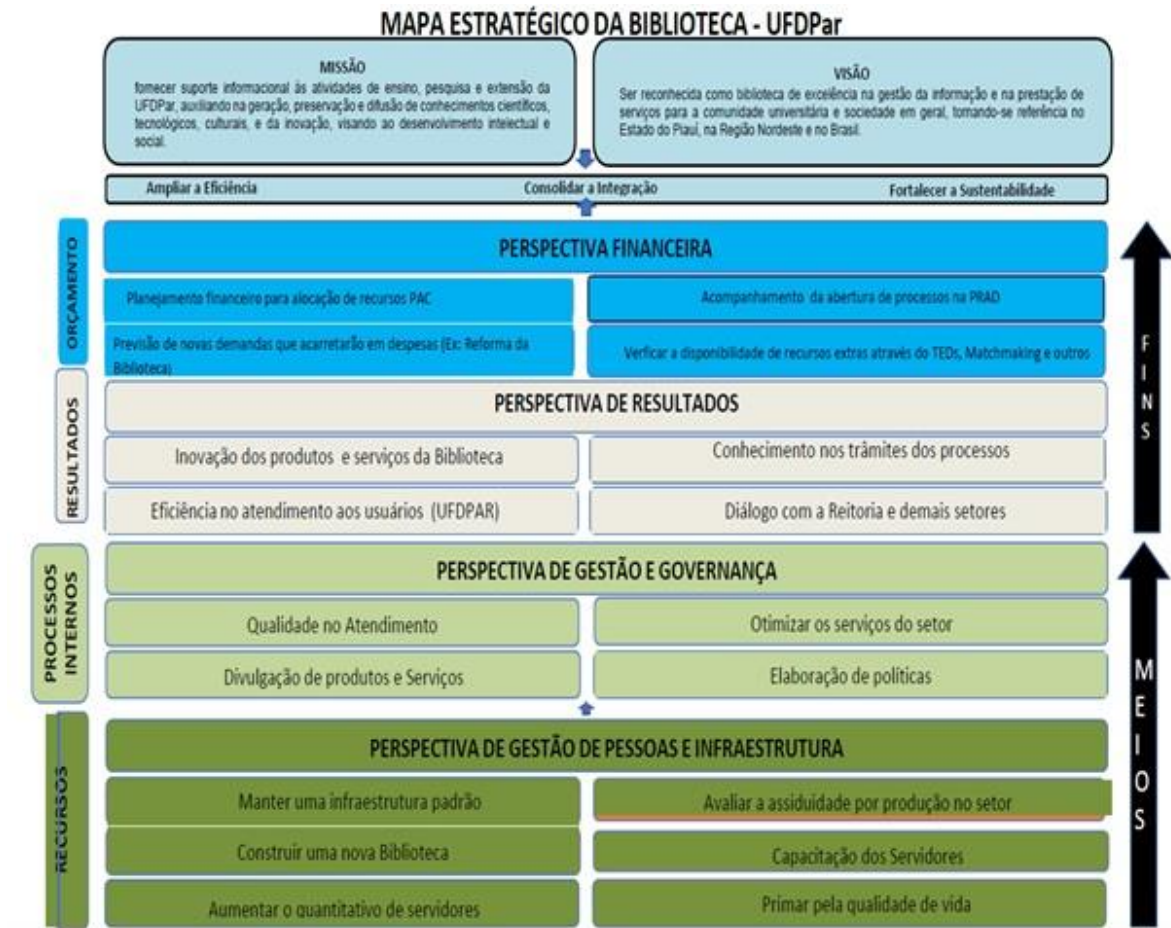 MAPA ESTRATÉGICO DA BIBLIOTECA - UFDPar
MISSÃO
fornecer suporte informacional às atividades de ensino, pesquisa e extensão da
UFDPar, auxiliando na geração, preservação e difusão de conhecimentos científicos,
tecnológicos, culturais, e da inovação, visando ao desenvolvimento intelectual e
social.
VISÃO
Ser reconhecida como biblioteca de excelência na gestão da informação e na prestação de
serviços para a comunidade universitária e sociedade em geral, tornando-se referência no
Estado do Piauí, na Região Nordeste e no Brasil.
Ampliar a Eficiência
Consolidar a Integração
Fortalecer a Sustentabilidade
ORÇAMENTO
PERSPECTIVA FINANCEIRA
Planejamento financeiro para alocação de recursos PAC
Acompanhamento da abertura de processos na PRAD
Previsão de novas demandas que acarretarão em despesas (Ex: Reforma da
Biblioteca)
Verficar a disponibilidade de recursos extras através do TEDs, Matchmaking e outros
RESULTADOS
PERSPECTIVA DE RESULTADOS
Inovação dos produtos e serviços da Biblioteca
Conhecimento nos trâmites dos processos
Eficiência no atendimento aos usuários (UFDPAR)
Diálogo com a Reitoria e demais setores
FINS
PROCESSOS
INTERNOS
PERSPECTIVA DE GESTÃO E GOVERNANÇA
Qualidade no Atendimento
Otimizar os serviços do setor
Divulgação de produtos e Serviços
Elaboração de políticas
RECURSOS
PERSPECTIVA DE GESTÃO DE PESSOAS E INFRAESTRUTURA
Manter uma infraestrutura padrão
Avaliar a assiduidade por produção no setor
Construir uma nova Biblioteca
Capacitação dos Servidores
Aumentar o quantitativo de servidores
Primar pela qualidade de vida
MEIOS